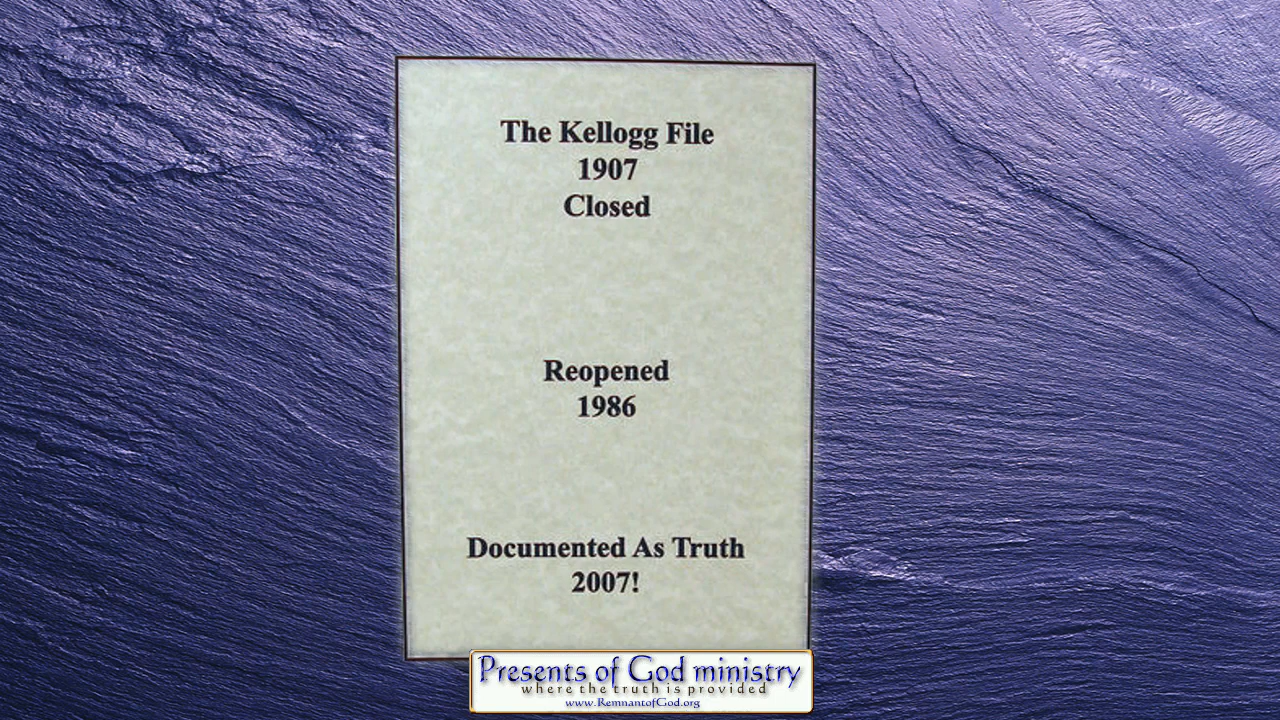 The Kellogg File
1907
Closed
Reopened
1986
Documented As Truth
2007!
Presents of God ministry
where the truth is provided
www.RemnantofGod.org